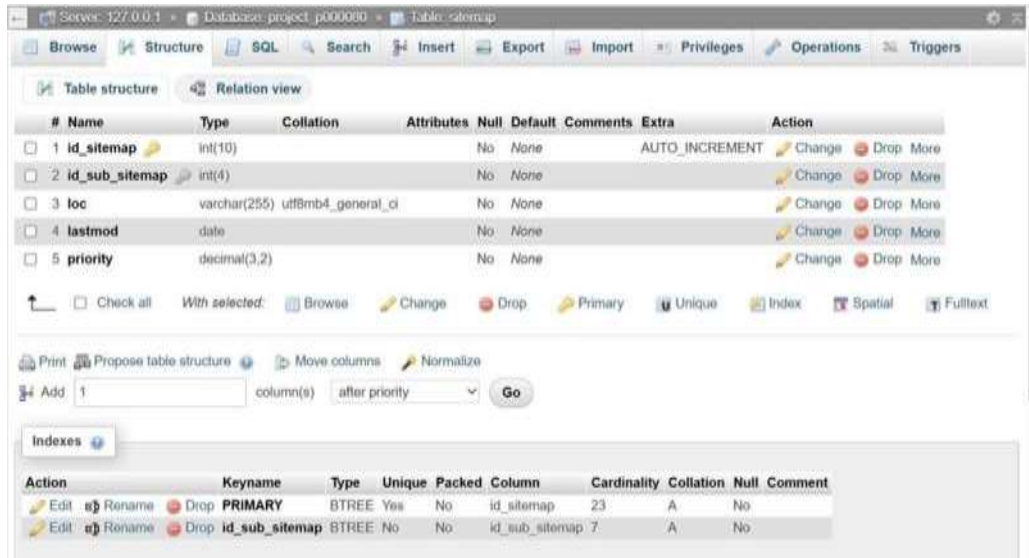 Server: 127.0.0.1 » Database: project_p000080 » Table: sitemap
Browse Structure SQL Search Insert Export Import Privileges Operations Triggers
Table structure Relation view
# Name Type Collation Attributes Null Default Comments Extra Action
1 id_sitemap int(10) No None AUTO_INCREMENT Change Drop More
2 id_sub_sitemap int(4) No None Change Drop More
3 loc varchar(255) utf8mb4_general_ci No None Change Drop More
4 lastmod date No None Change Drop More
5 priority decimal(3,2) No None Change Drop More
Check all With selected: Browse Change Drop Primary Unique Index Spatial Fulltext
Print Propose table structure Move columns Normalize
Add 1 column(s) after priority Go
Indexes
Action Keyname Type Unique Packed Column Cardinality Collation Null Comment
Edit Rename Drop PRIMARY BTREE Yes No id_sitemap 23 A No
Edit Rename Drop id_sub_sitemap BTREE No No id_sub_sitemap 7 A No